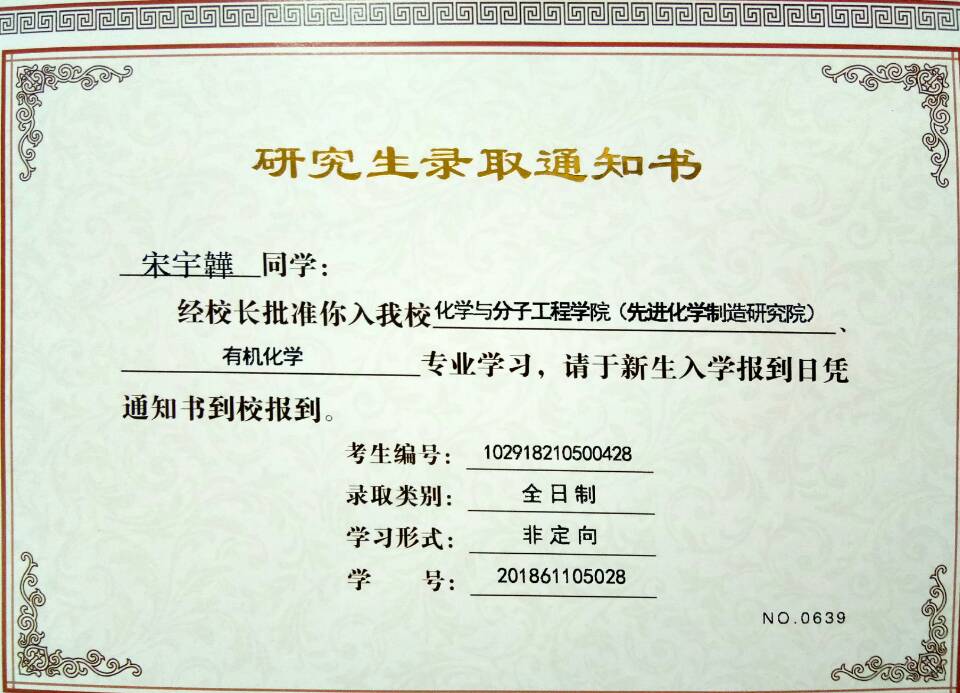 研究生录取通知书
宋宇韡 同学：
经校长批准你入我校化学与分子工程学院（先进化学制造研究院）、
有机化学 专业学习，请于新生入学报到日凭
通知书到校报到。
考生编号：102918210500428
录取类别：全日制
学习形式：非定向
学 号：201861105028
NO.0639